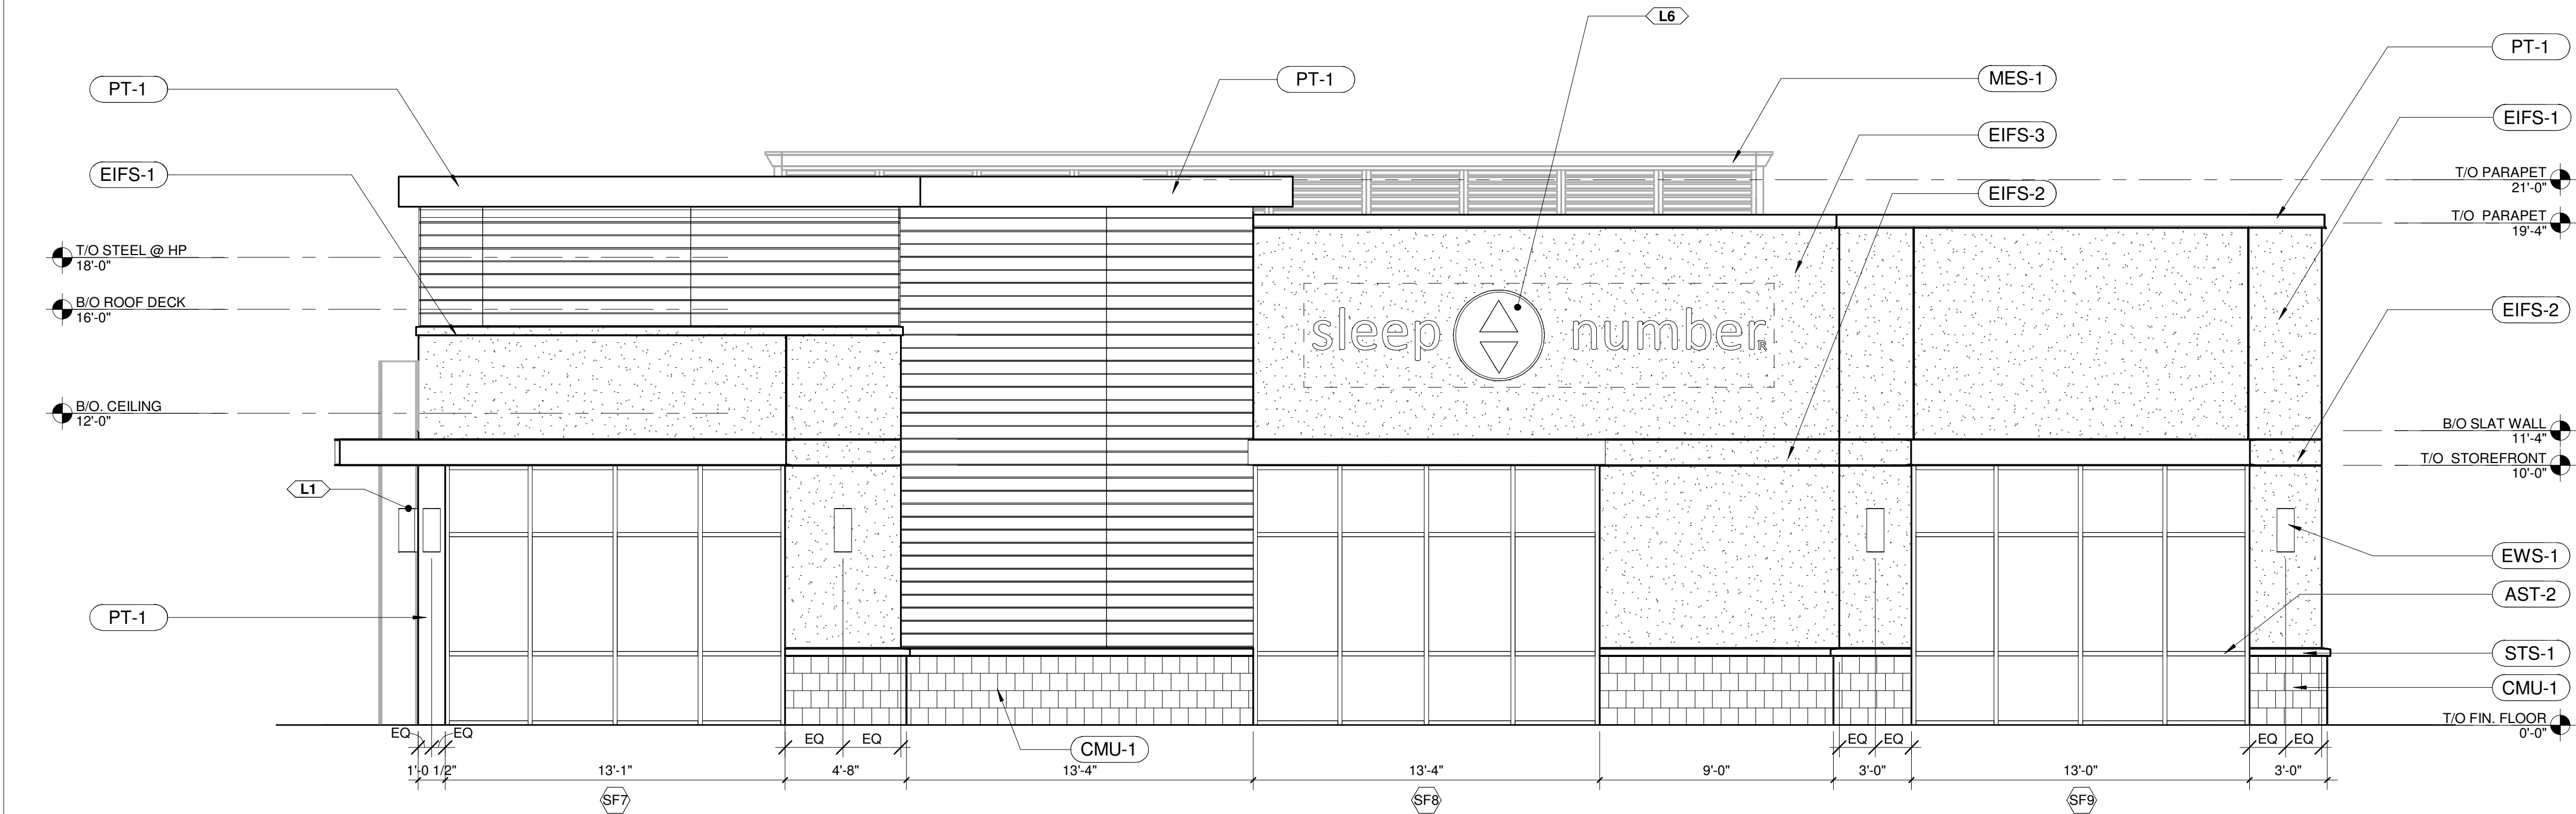 L6
PT-1
PT-1
PT-1
MES-1
EIFS-1
EIFS-3
EIFS-1
T/O PARAPET
21'-0"
EIFS-2
T/O PARAPET
19'-4"
T/O STEEL @ HP
18'-0"
B/O ROOF DECK
16'-0"
EIFS-2
sleep number®
B/O. CEILING
12'-0"
B/O SLAT WALL
11'-4"
T/O STOREFRONT
10'-0"
L1
EWS-1
AST-2
PT-1
STS-1
CMU-1
T/O FIN. FLOOR
0'-0"
EQ EQ EQ EQ EQ EQ EQ EQ
CMU-1
1'-0 1/2" 13'-1" 4'-8" 13'-4" 13'-4" 9'-0" 3'-0" 13'-0" 3'-0"
SF7 SF8 SF9